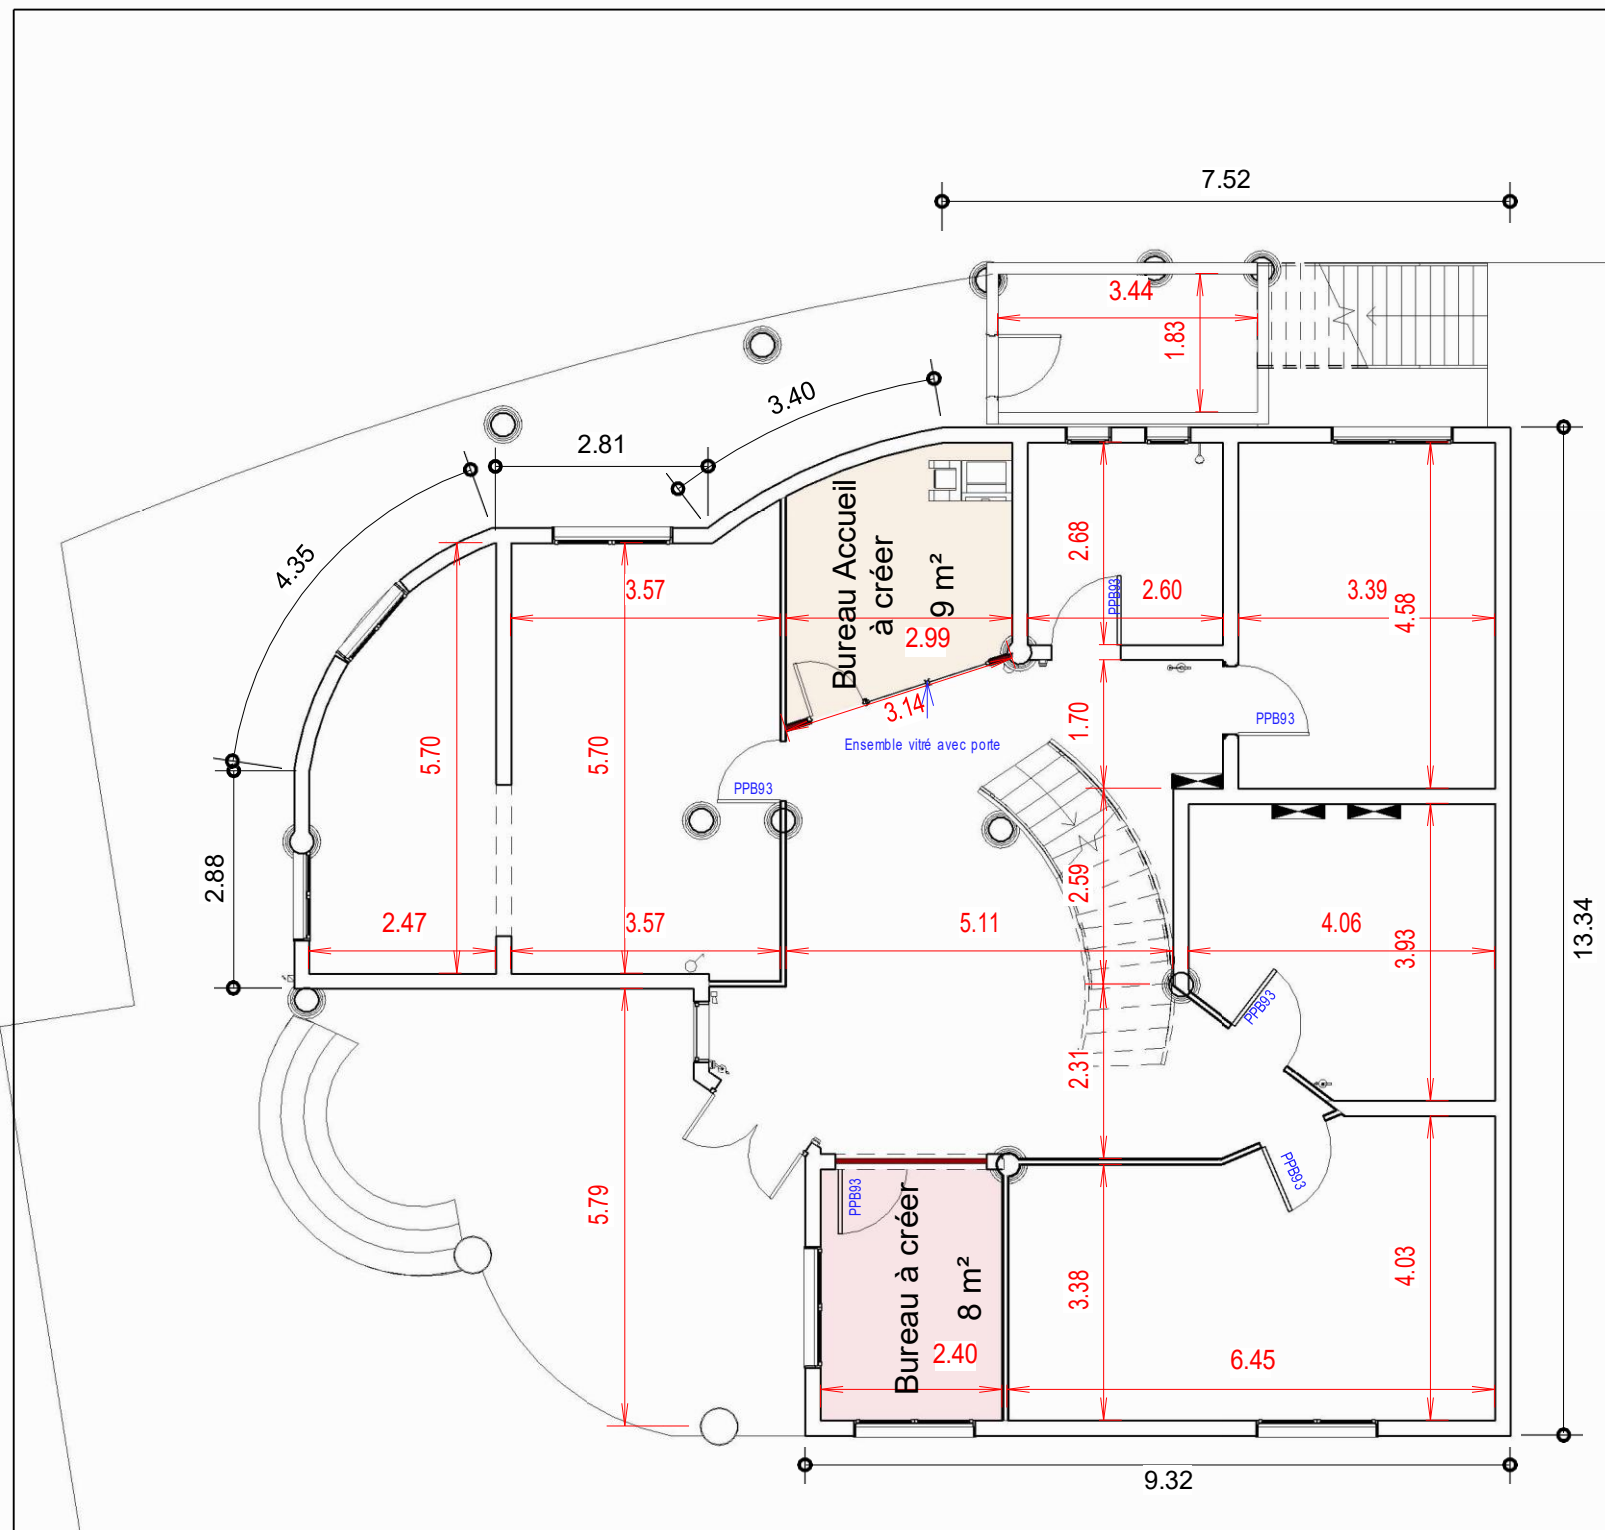 7.52
3.44
1.83
3.40
2.81
4.35
Bureau Accueil
à créer
9 m²
2.68
2.60
PPB93
3.39
4.58
3.57
2.99
3.14
Ensemble vitré avec porte
5.70
5.70
1.70
PPB93
PPB93
2.88
2.59
2.47
3.57
5.11
4.06
3.93
13.34
PPB93
2.31
PPB93
5.79
PPB93
Bureau à créer
8 m²
3.38
4.03
2.40
6.45
9.32